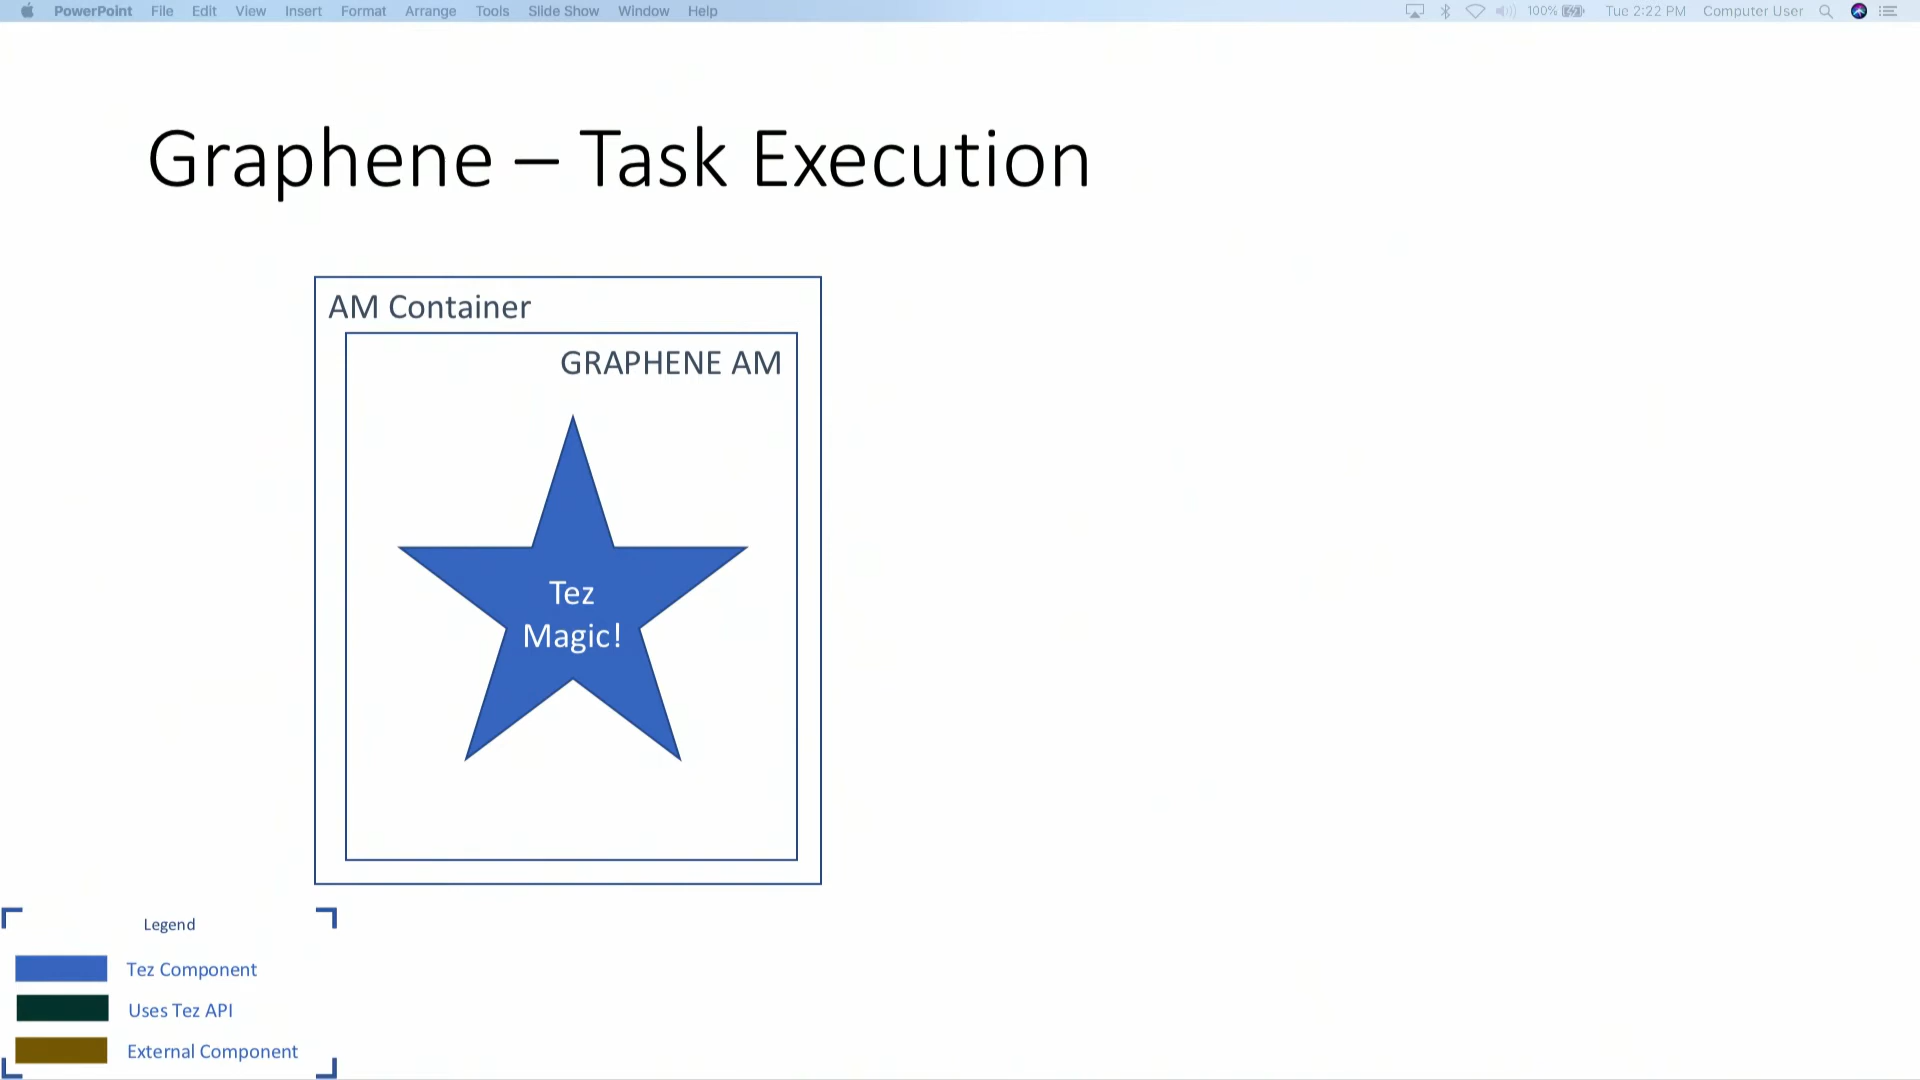 PowerPoint File Edit View Insert Format Arrange Tools Slide Show Window Help 100% Tue 2:22 PM Computer User
Graphene – Task Execution
AM Container
GRAPHENE AM
Tez
Magic!
Legend
Tez Component
Uses Tez API
External Component